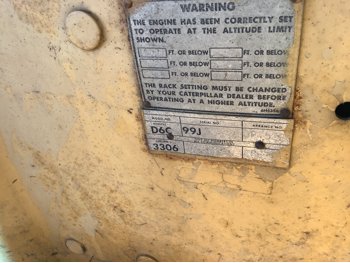 WARNING
THE ENGINE HAS BEEN CORRECTLY SET
TO OPERATE AT THE ALTITUDE LIMIT
SHOWN.
FT. OR BELOW FT. OR BELOW
FT. OR BELOW FT. OR BELOW
FT. OR BELOW FT. OR BELOW
THE RACK SETTING MUST BE CHANGED
BY YOUR CATERPILLAR DEALER BEFORE
OPERATING AT A HIGHER ALTITUDE.
SERIAL NO.
D6C 99J
3306